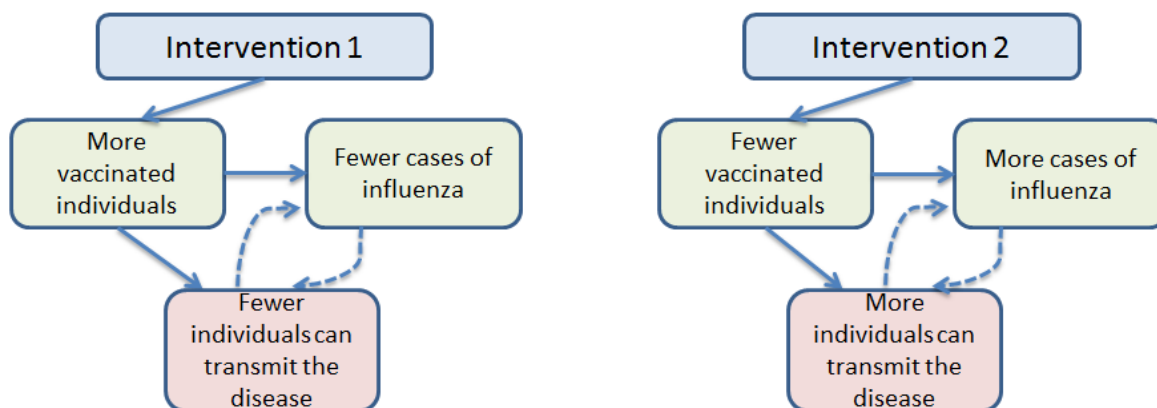 Intervention 1
More
vaccinated
individuals
Fewer cases of
influenza
Fewer
individuals can
transmit the
disease
Intervention 2
Fewer
vaccinated
individuals
More cases of
influenza
More
individuals can
transmit the
disease